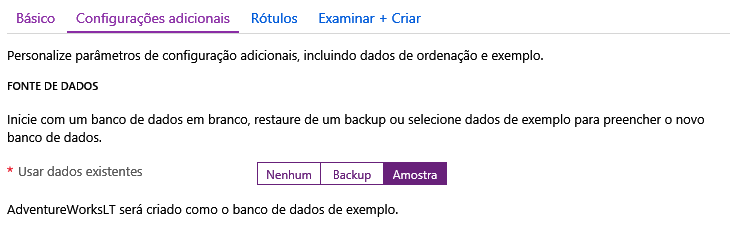 Básico Configurações adicionais Rótulos Examinar + Criar
Personalize parâmetros de configuração adicionais, incluindo dados de ordenação e exemplo.
FONTE DE DADOS
Inicie com um banco de dados em branco, restaure de um backup ou selecione dados de exemplo para preencher o novo
banco de dados.
* Usar dados existentes Nenhum Backup Amostra
AdventureWorksLT será criado como o banco de dados de exemplo.